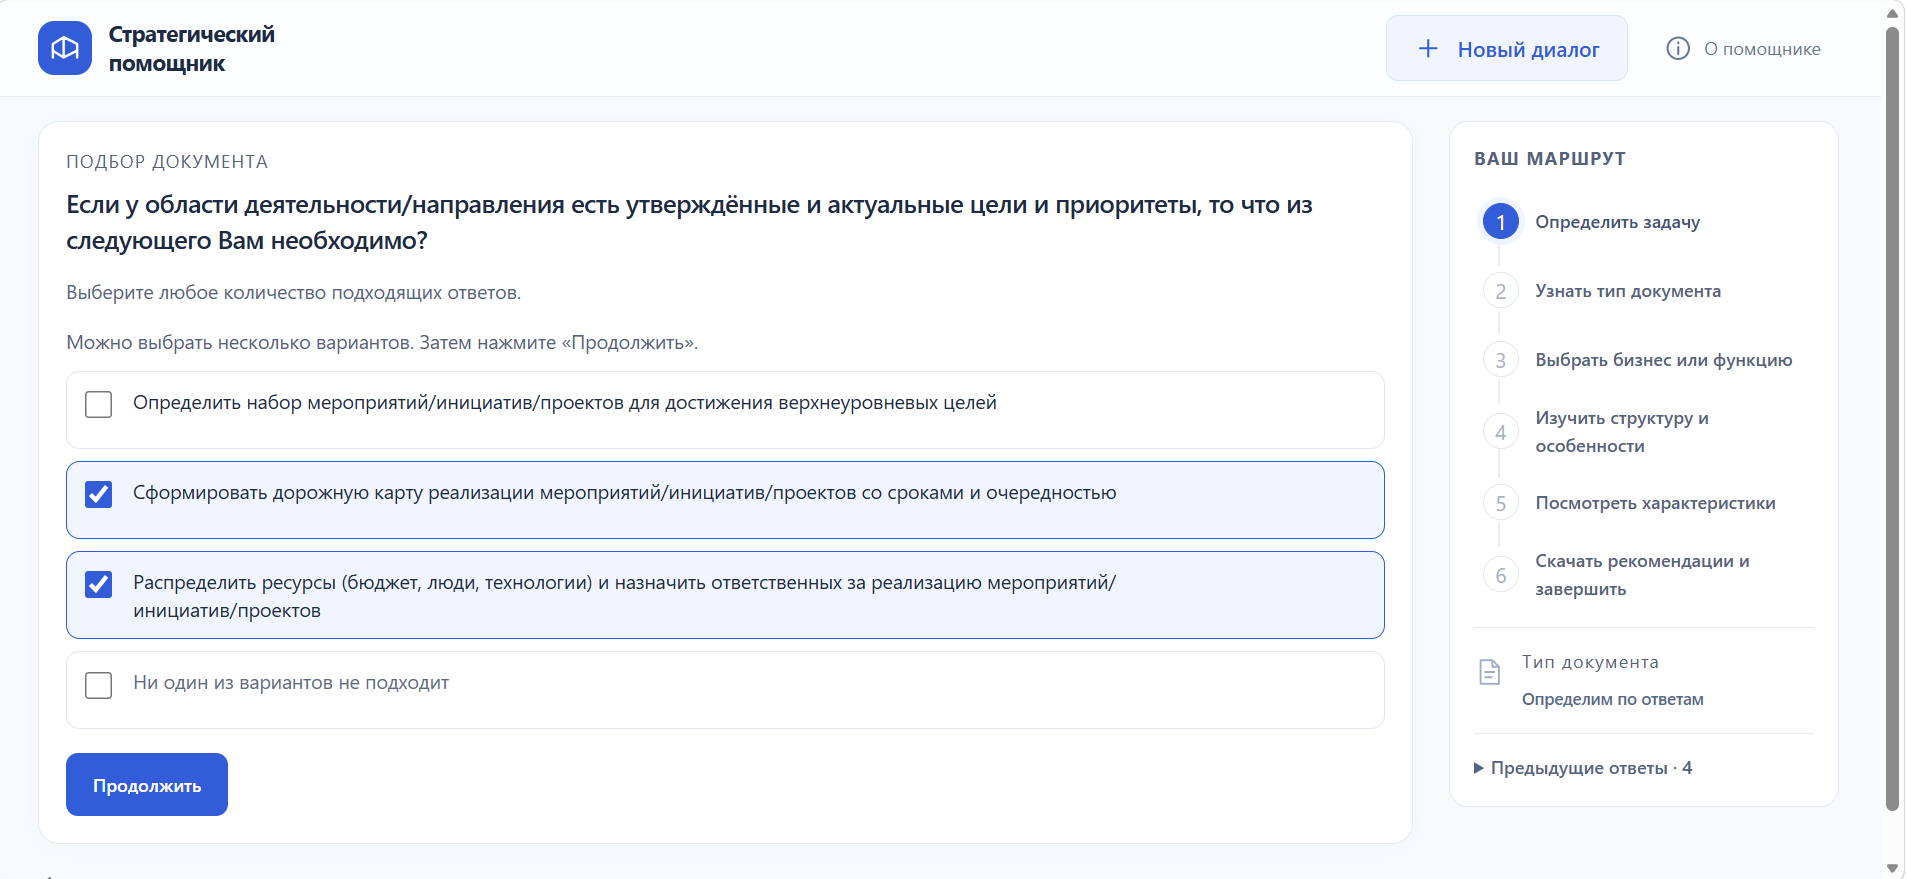 Стратегический
помощник
Новый диалог
О помощнике
ПОДБОР ДОКУМЕНТА
Если у области деятельности/направления есть утверждённые и актуальные цели и приоритеты, то что из
следующего Вам необходимо?
Выберите любое количество подходящих ответов.
Можно выбрать несколько вариантов. Затем нажмите «Продолжить».
Определить набор мероприятий/инициатив/проектов для достижения верхнеуровневых целей
Сформировать дорожную карту реализации мероприятий/инициатив/проектов со сроками и очередностью
Распределить ресурсы (бюджет, люди, технологии) и назначить ответственных за реализацию мероприятий/
инициатив/проектов
Ни один из вариантов не подходит
Продолжить
ВАШ МАРШРУТ
1 Определить задачу
2 Узнать тип документа
3 Выбрать бизнес или функцию
4 Изучить структуру и
особенности
5 Посмотреть характеристики
6 Скачать рекомендации и
завершить
Тип документа
Определим по ответам
Предыдущие ответы · 4